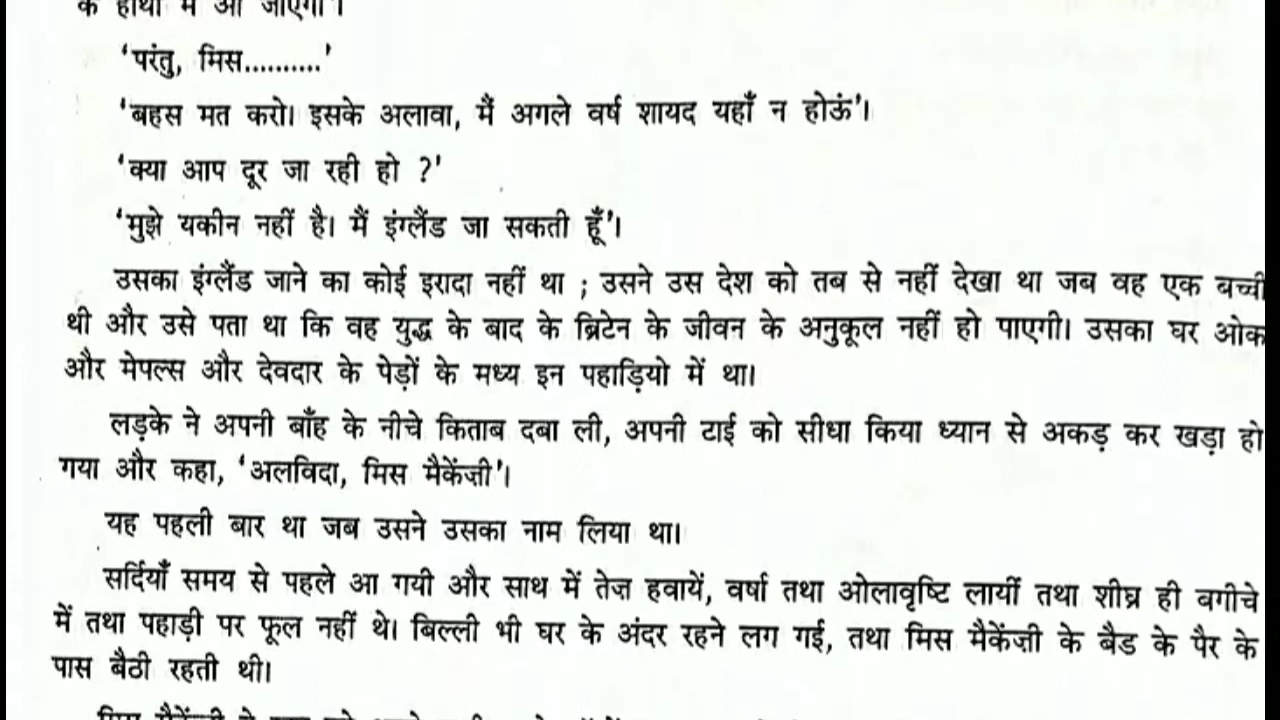 के हाथों में आ जाएगी'।
'परंतु, मिस..........'
'बहस मत करो। इसके अलावा, मैं अगले वर्ष शायद यहाँ न होऊं'।
'क्या आप दूर जा रही हो ?'
'मुझे यकीन नहीं है। मैं इंग्लैंड जा सकती हूँ'।
उसका इंग्लैंड जाने का कोई इरादा नहीं था ; उसने उस देश को तब से नहीं देखा था जब वह एक बच्ची
थी और उसे पता था कि वह युद्ध के बाद के ब्रिटेन के जीवन के अनुकूल नहीं हो पाएगी। उसका घर ओक
और मेपल्स और देवदार के पेड़ों के मध्य इन पहाड़ियो में था।
लड़के ने अपनी बाँह के नीचे किताब दबा ली, अपनी टाई को सीधा किया ध्यान से अकड़ कर खड़ा हो
गया और कहा, 'अलविदा, मिस मैकेंज़ी'।
यह पहली बार था जब उसने उसका नाम लिया था।
सर्दियाँ समय से पहले आ गयी और साथ में तेज़ हवायें, वर्षा तथा ओलावृष्टि लायीं तथा शीघ्र ही बगीचे
में तथा पहाड़ी पर फूल नहीं थे। बिल्ली भी घर के अंदर रहने लग गई, तथा मिस मैकेंज़ी के बैड के पैर के
पास बैठी रहती थी।
मिस मैकेंज़ी ने